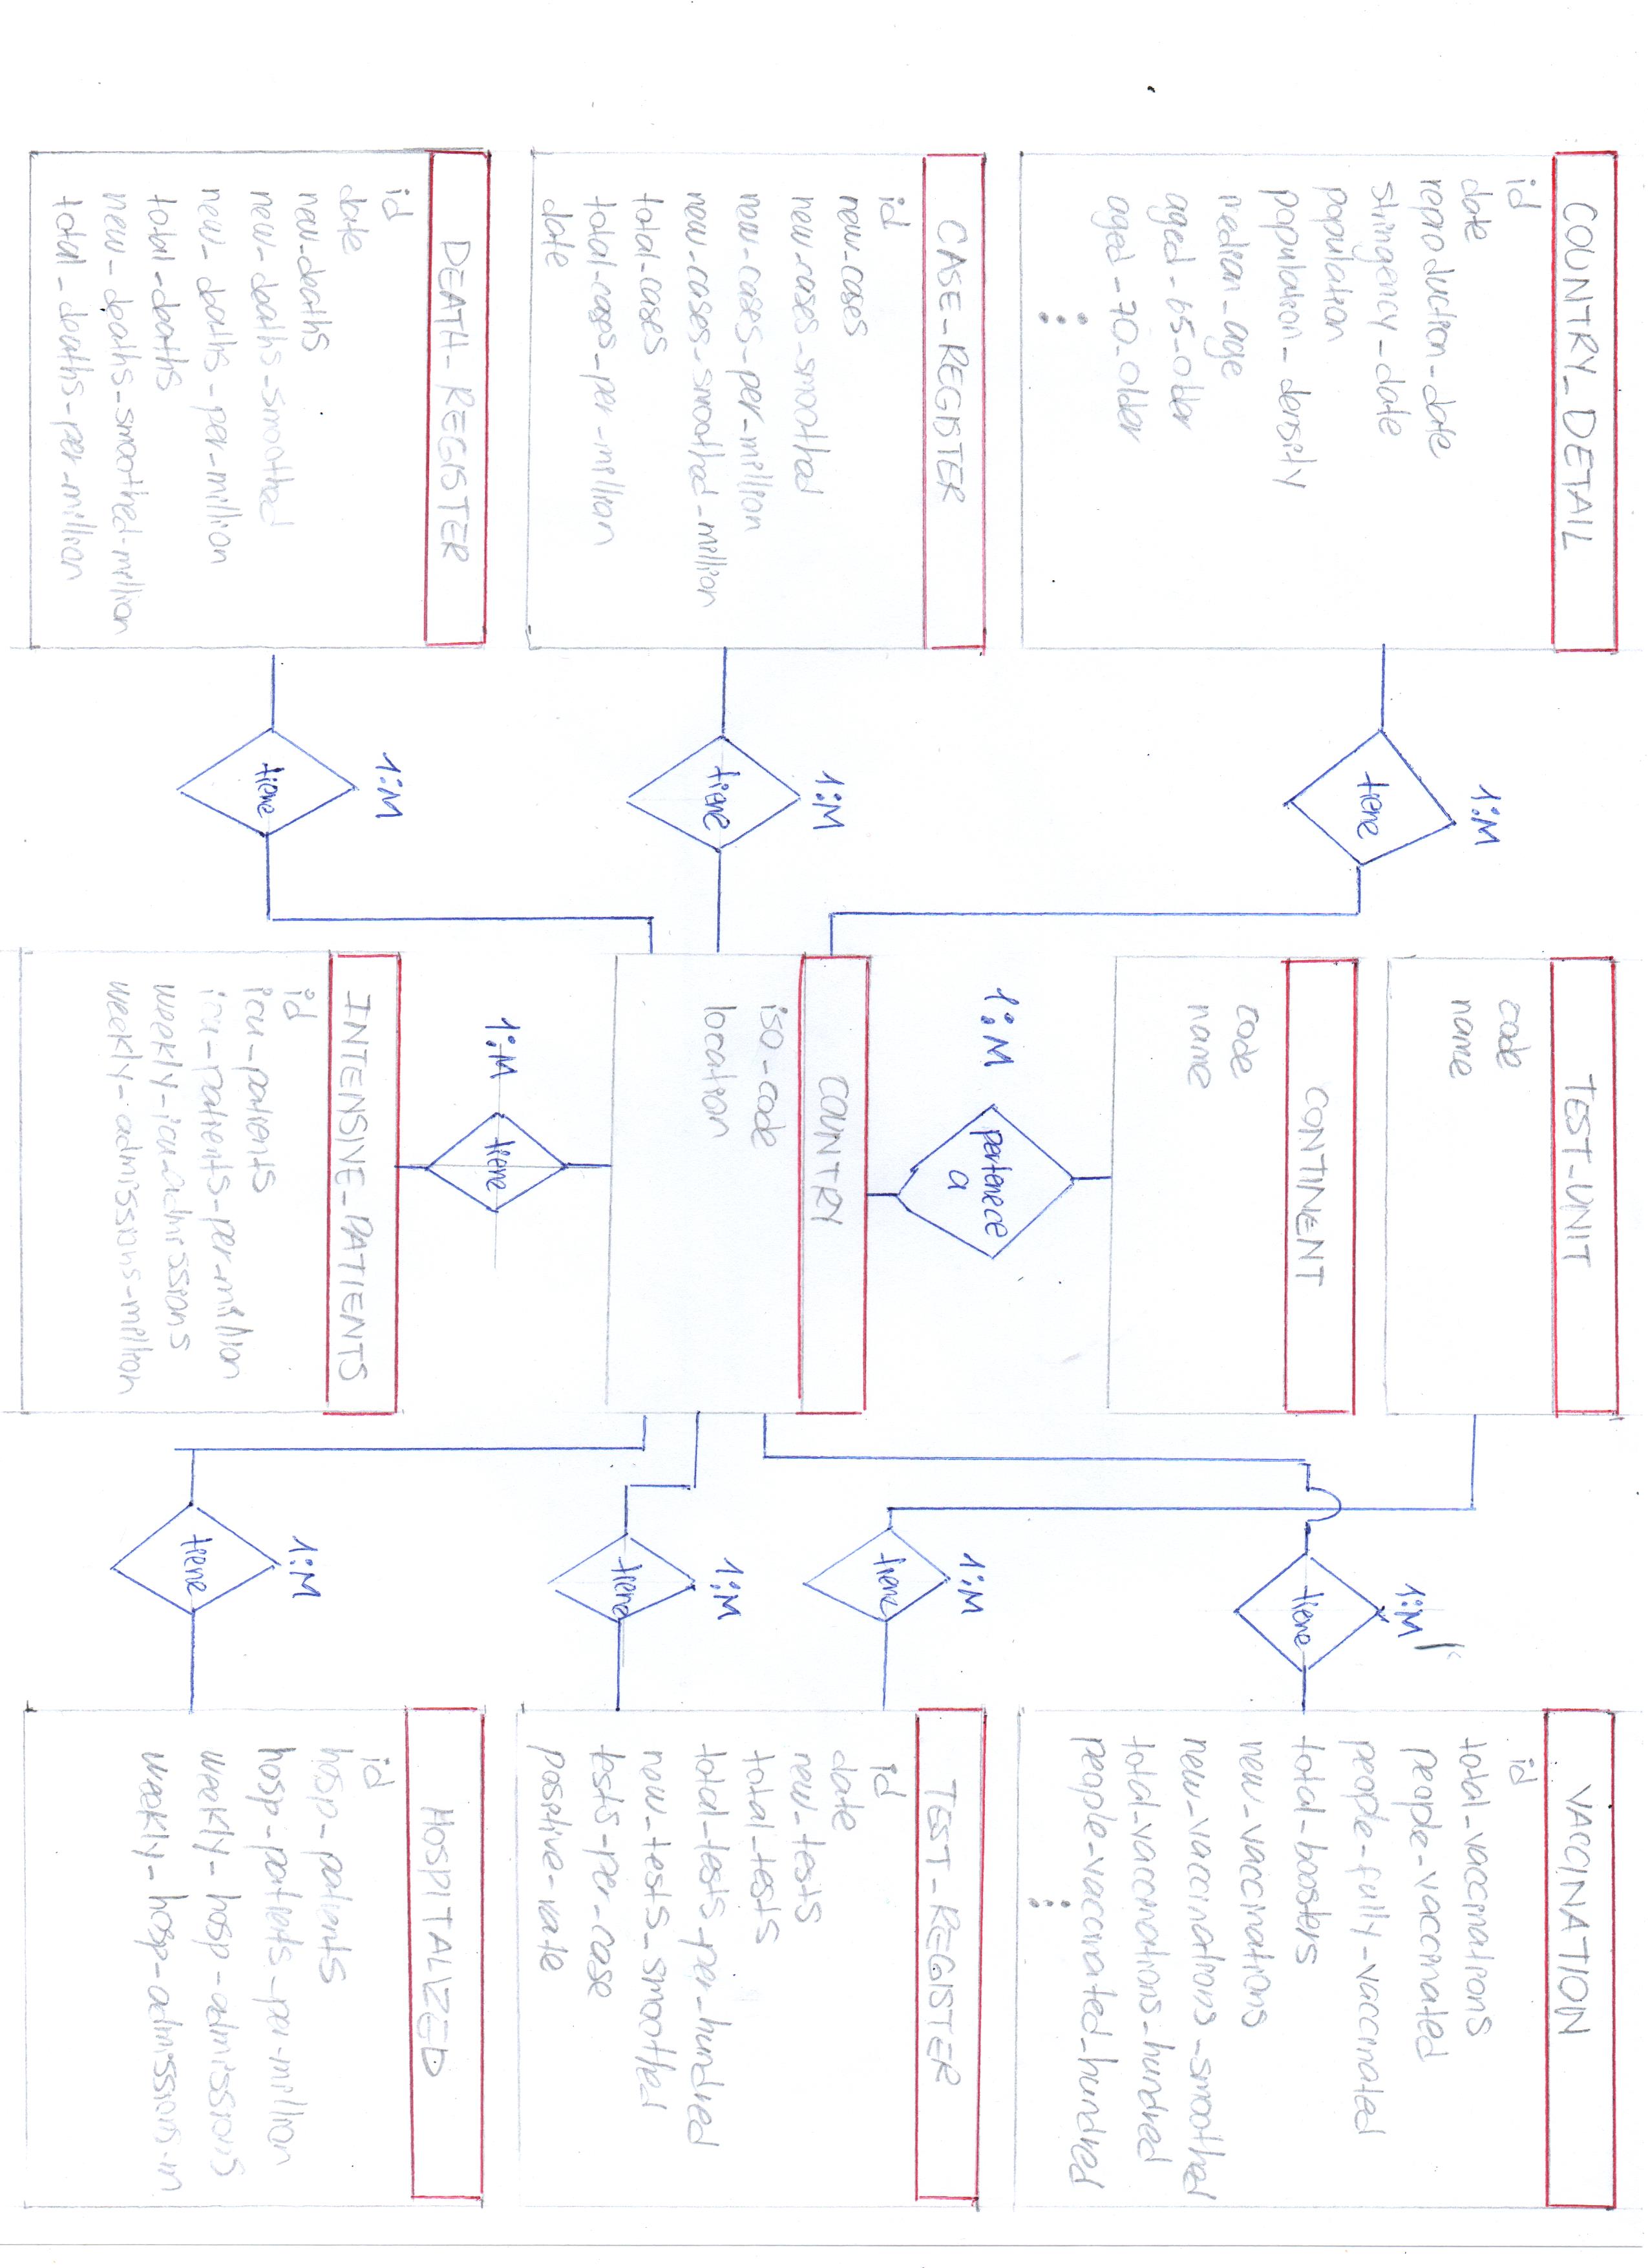 COUNTRY_DETAIL
id
date
reproduction_date
stringency_date
population
population_density
median_age
aged_65_older
aged_70_older
1:M
tiene
TEST_UNIT
code
name
CONTINENT
code
name
1:M
pertenece
a
VACCINATION
id
total_vaccinations
people_vaccinated
people_fully_vaccinated
total_boosters
new_vaccinations
new_vaccinations_smoothed
total_vaccinations_hundred
people_vaccinated_hundred
1:M
tiene
CASE_REGISTER
id
new_cases
new_cases_smoothed
new_cases_per_million
new_cases_smoothed_million
total_cases
total_cases_per_million
date
1:M
tiene
COUNTRY
iso_code
location
1:M
tiene
1:M
tiene
TEST_REGISTER
id
date
new_tests
total_tests
total_tests_per_hundred
new_tests_smoothed
tests_per_case
positive_rate
DEATH_REGISTER
id
date
new_deaths
new_deaths_smoothed
new_deaths_per_million
total_deaths
new_deaths_smoothed_million
total_deaths_per_million
1:M
tiene
1:M
tiene
INTENSIVE_PATIENTS
id
icu_patients
icu_patients_per_million
weekly_icu_admissions
weekly_admissions_million
1:M
tiene
HOSPITALIZED
id
hosp_patients
hosp_patients_per_million
weekly_hosp_admissions
weekly_hosp_admissions_m